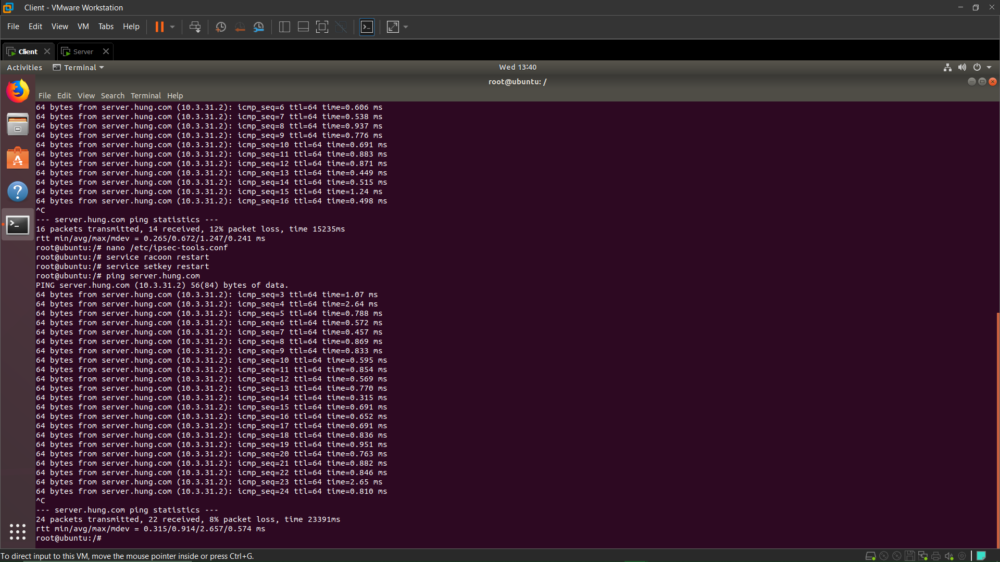 Client - VMware Workstation
File Edit View VM Tabs Help
Client Server
Activities Terminal Wed 13:40
root@ubuntu: /
File Edit View Search Terminal Help
64 bytes from server.hung.com (10.3.31.2): icmp_seq=6 ttl=64 time=0.606 ms
64 bytes from server.hung.com (10.3.31.2): icmp_seq=7 ttl=64 time=0.538 ms
64 bytes from server.hung.com (10.3.31.2): icmp_seq=8 ttl=64 time=0.937 ms
64 bytes from server.hung.com (10.3.31.2): icmp_seq=9 ttl=64 time=0.776 ms
64 bytes from server.hung.com (10.3.31.2): icmp_seq=10 ttl=64 time=0.691 ms
64 bytes from server.hung.com (10.3.31.2): icmp_seq=11 ttl=64 time=0.883 ms
64 bytes from server.hung.com (10.3.31.2): icmp_seq=12 ttl=64 time=0.871 ms
64 bytes from server.hung.com (10.3.31.2): icmp_seq=13 ttl=64 time=0.449 ms
64 bytes from server.hung.com (10.3.31.2): icmp_seq=14 ttl=64 time=0.515 ms
64 bytes from server.hung.com (10.3.31.2): icmp_seq=15 ttl=64 time=1.24 ms
64 bytes from server.hung.com (10.3.31.2): icmp_seq=16 ttl=64 time=0.498 ms
^C
--- server.hung.com ping statistics ---
16 packets transmitted, 14 received, 12% packet loss, time 15235ms
rtt min/avg/max/mdev = 0.265/0.672/1.247/0.241 ms
root@ubuntu:/# nano /etc/ipsec-tools.conf
root@ubuntu:/# service racoon restart
root@ubuntu:/# service setkey restart
root@ubuntu:/# ping server.hung.com
PING server.hung.com (10.3.31.2) 56(84) bytes of data.
64 bytes from server.hung.com (10.3.31.2): icmp_seq=3 ttl=64 time=1.07 ms
64 bytes from server.hung.com (10.3.31.2): icmp_seq=4 ttl=64 time=2.64 ms
64 bytes from server.hung.com (10.3.31.2): icmp_seq=5 ttl=64 time=0.788 ms
64 bytes from server.hung.com (10.3.31.2): icmp_seq=6 ttl=64 time=0.572 ms
64 bytes from server.hung.com (10.3.31.2): icmp_seq=7 ttl=64 time=0.457 ms
64 bytes from server.hung.com (10.3.31.2): icmp_seq=8 ttl=64 time=0.869 ms
64 bytes from server.hung.com (10.3.31.2): icmp_seq=9 ttl=64 time=0.833 ms
64 bytes from server.hung.com (10.3.31.2): icmp_seq=10 ttl=64 time=0.595 ms
64 bytes from server.hung.com (10.3.31.2): icmp_seq=11 ttl=64 time=0.854 ms
64 bytes from server.hung.com (10.3.31.2): icmp_seq=12 ttl=64 time=0.569 ms
64 bytes from server.hung.com (10.3.31.2): icmp_seq=13 ttl=64 time=0.770 ms
64 bytes from server.hung.com (10.3.31.2): icmp_seq=14 ttl=64 time=0.315 ms
64 bytes from server.hung.com (10.3.31.2): icmp_seq=15 ttl=64 time=0.691 ms
64 bytes from server.hung.com (10.3.31.2): icmp_seq=16 ttl=64 time=0.652 ms
64 bytes from server.hung.com (10.3.31.2): icmp_seq=17 ttl=64 time=0.691 ms
64 bytes from server.hung.com (10.3.31.2): icmp_seq=18 ttl=64 time=0.836 ms
64 bytes from server.hung.com (10.3.31.2): icmp_seq=19 ttl=64 time=0.951 ms
64 bytes from server.hung.com (10.3.31.2): icmp_seq=20 ttl=64 time=0.763 ms
64 bytes from server.hung.com (10.3.31.2): icmp_seq=21 ttl=64 time=0.882 ms
64 bytes from server.hung.com (10.3.31.2): icmp_seq=22 ttl=64 time=0.846 ms
64 bytes from server.hung.com (10.3.31.2): icmp_seq=23 ttl=64 time=2.65 ms
64 bytes from server.hung.com (10.3.31.2): icmp_seq=24 ttl=64 time=0.810 ms
^C
--- server.hung.com ping statistics ---
24 packets transmitted, 22 received, 8% packet loss, time 23391ms
rtt min/avg/max/mdev = 0.315/0.914/2.657/0.574 ms
root@ubuntu:/#
To direct input to this VM, move the mouse pointer inside or press Ctrl+G.